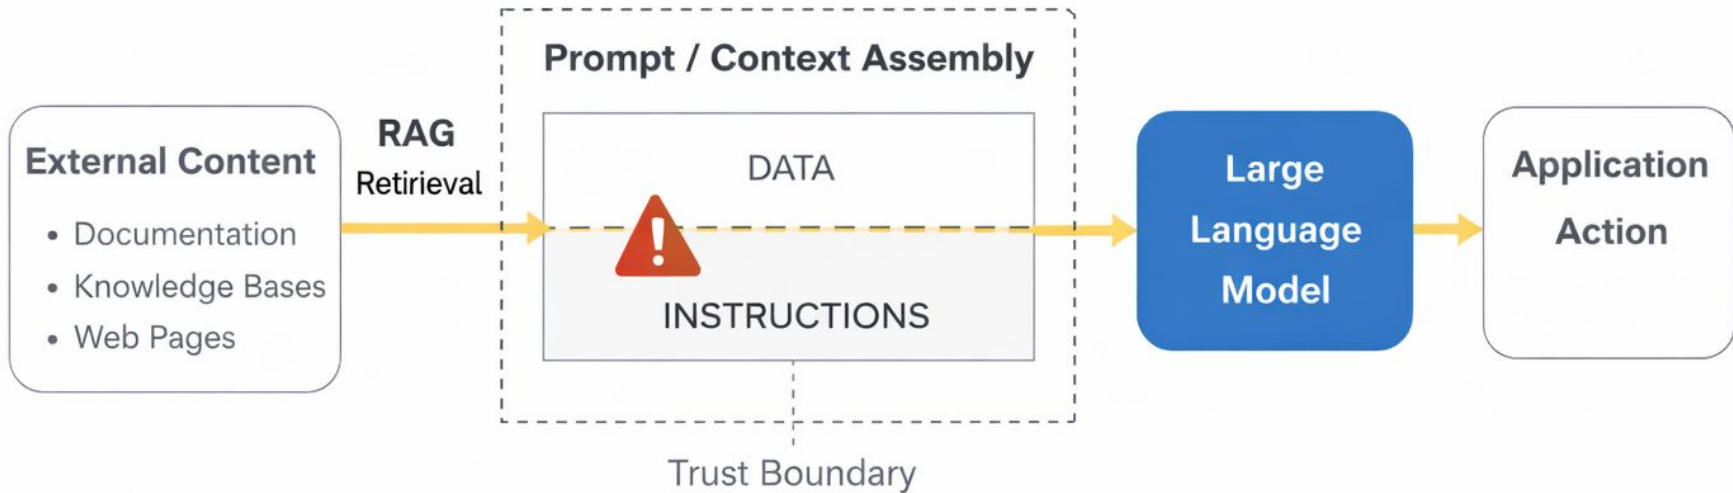 External Content
• Documentation
• Knowledge Bases
• Web Pages
RAG
Retirieval
Prompt / Context Assembly
DATA
!
INSTRUCTIONS
Trust Boundary
Large
Language
Model
Application
Action